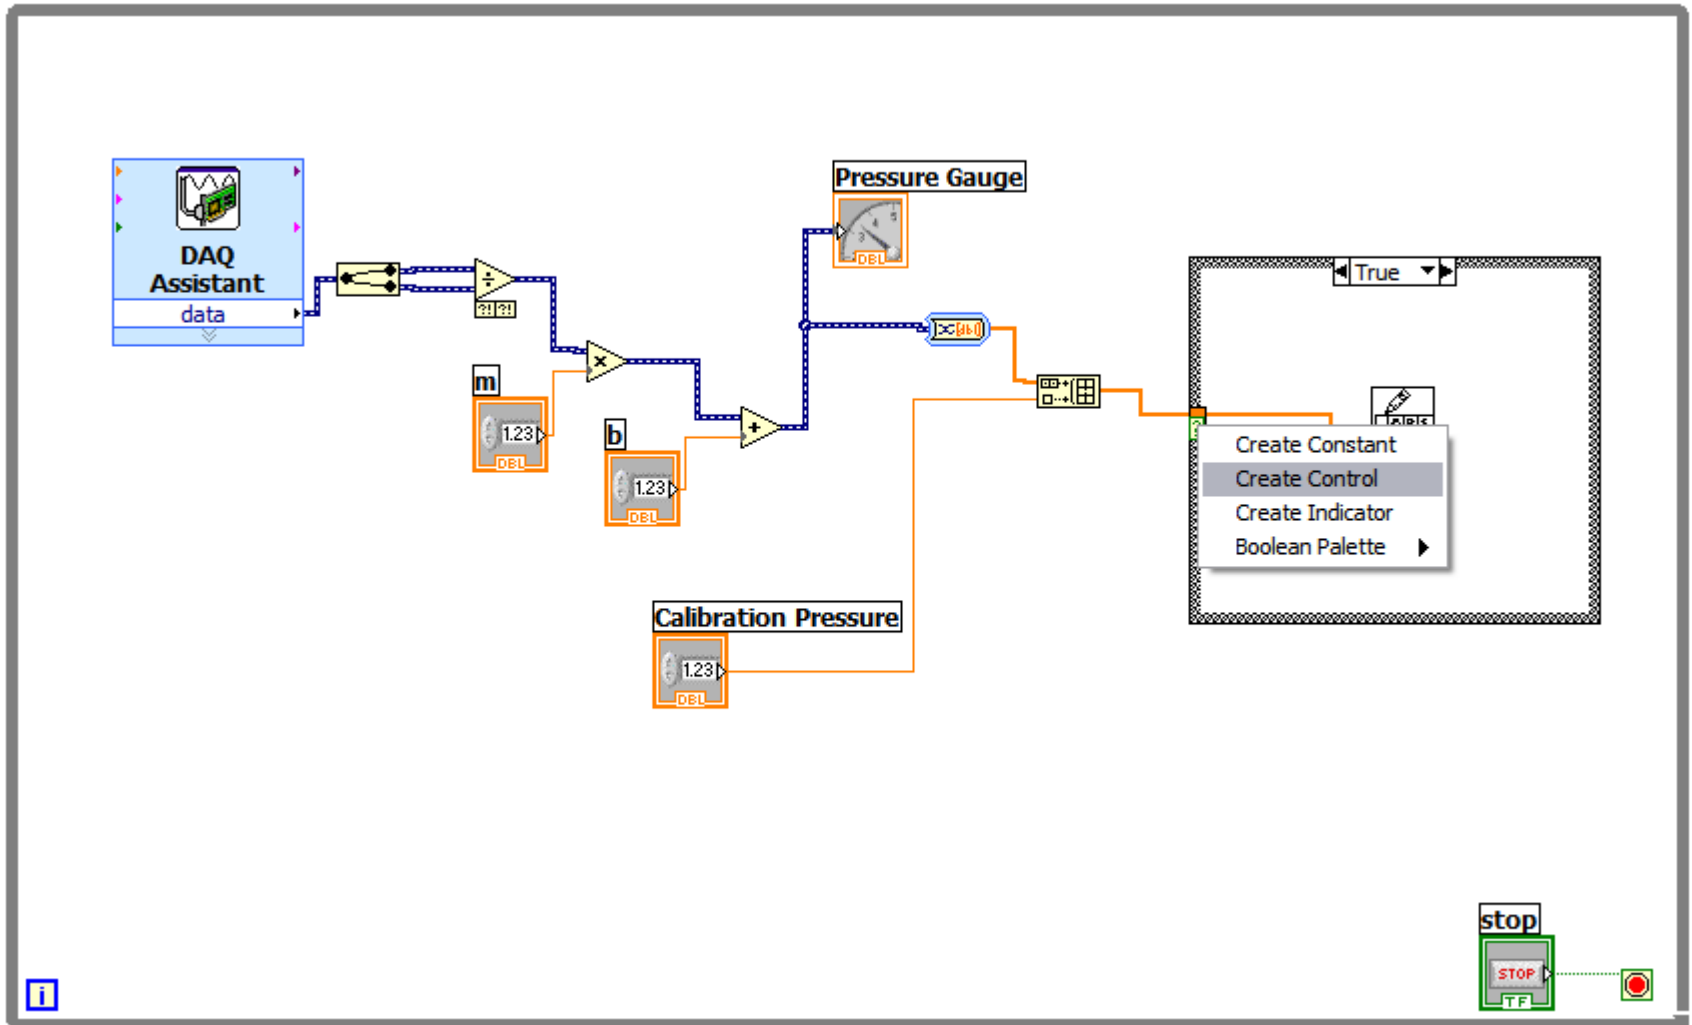 Pressure Gauge
DBL
DAQ
Assistant
data
True
m
1.23
DBL
b
1.23
DBL
Create Constant
Create Control
Create Indicator
Boolean Palette
Calibration Pressure
1.23
DBL
stop
STOP
TF
i